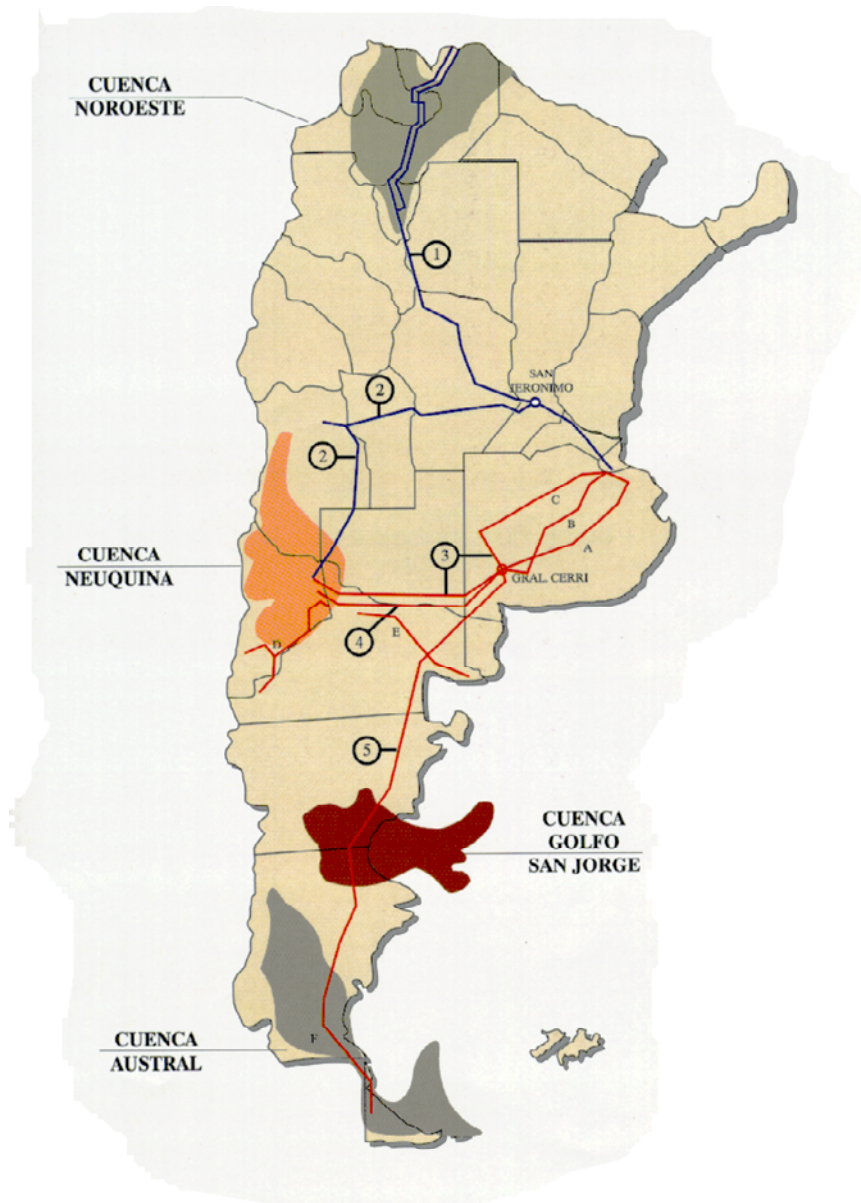 CUENCA
NOROESTE
1
SAN
JERONIMO
2
2
C
B
A
3
CUENCA
NEUQUINA
GRAL. CERRI
4
E
D
5
CUENCA
GOLFO
SAN JORGE
F
CUENCA
AUSTRAL